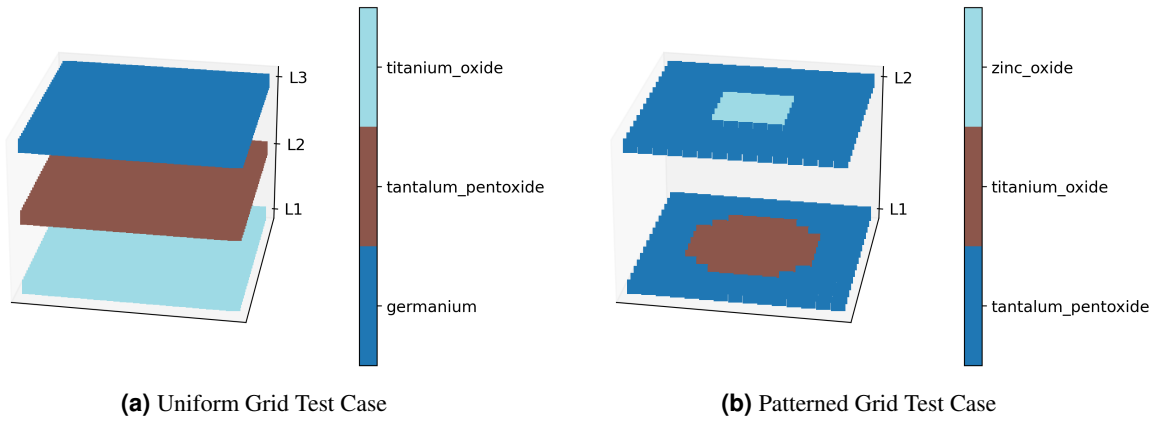 L3
L2
L1
titanium_oxide
tantalum_pentoxide
germanium
(a) Uniform Grid Test Case
L2
L1
zinc_oxide
titanium_oxide
tantalum_pentoxide
(b) Patterned Grid Test Case